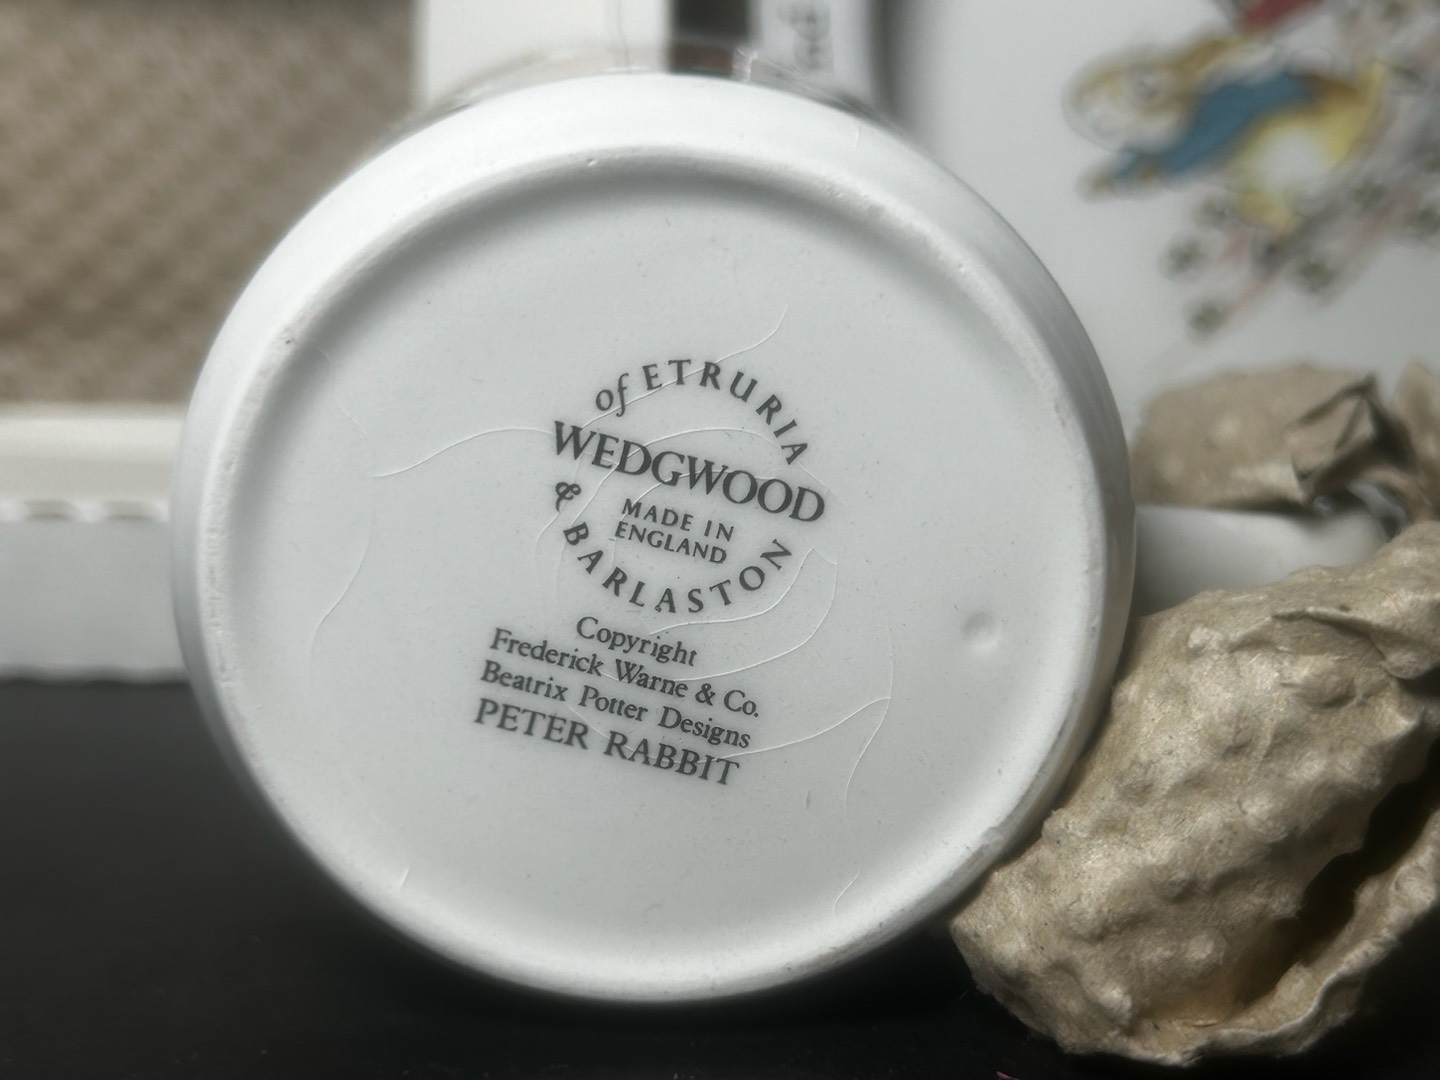 of ETRURIA
WEDGWOOD
MADE IN
ENGLAND
& BARLASTON
Copyright
Frederick Warne & Co.
Beatrix Potter Designs
PETER RABBIT